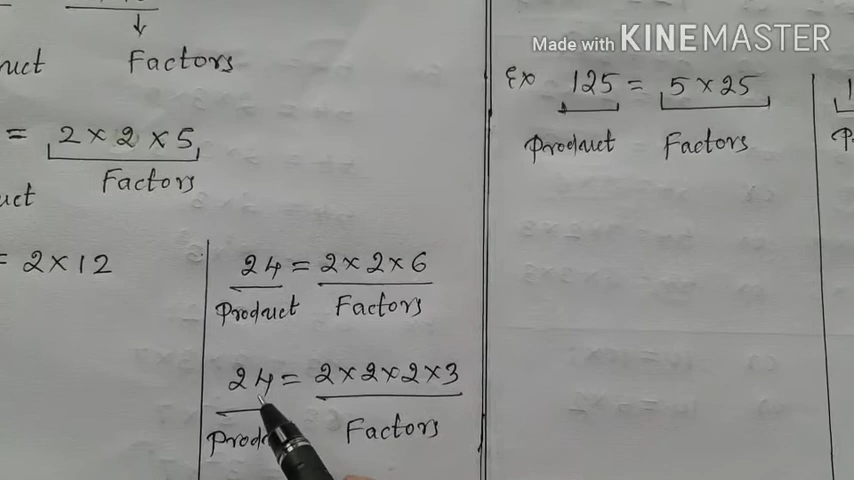 uct Factors
= 2 × 2 × 5
Factors
uct
= 2 × 12
24 = 2 × 2 × 6
Product Factors
24 = 2 × 2 × 2 × 3
Prod Factors
Made with KINEMASTER
Ex 125 = 5 × 25
Product Factors